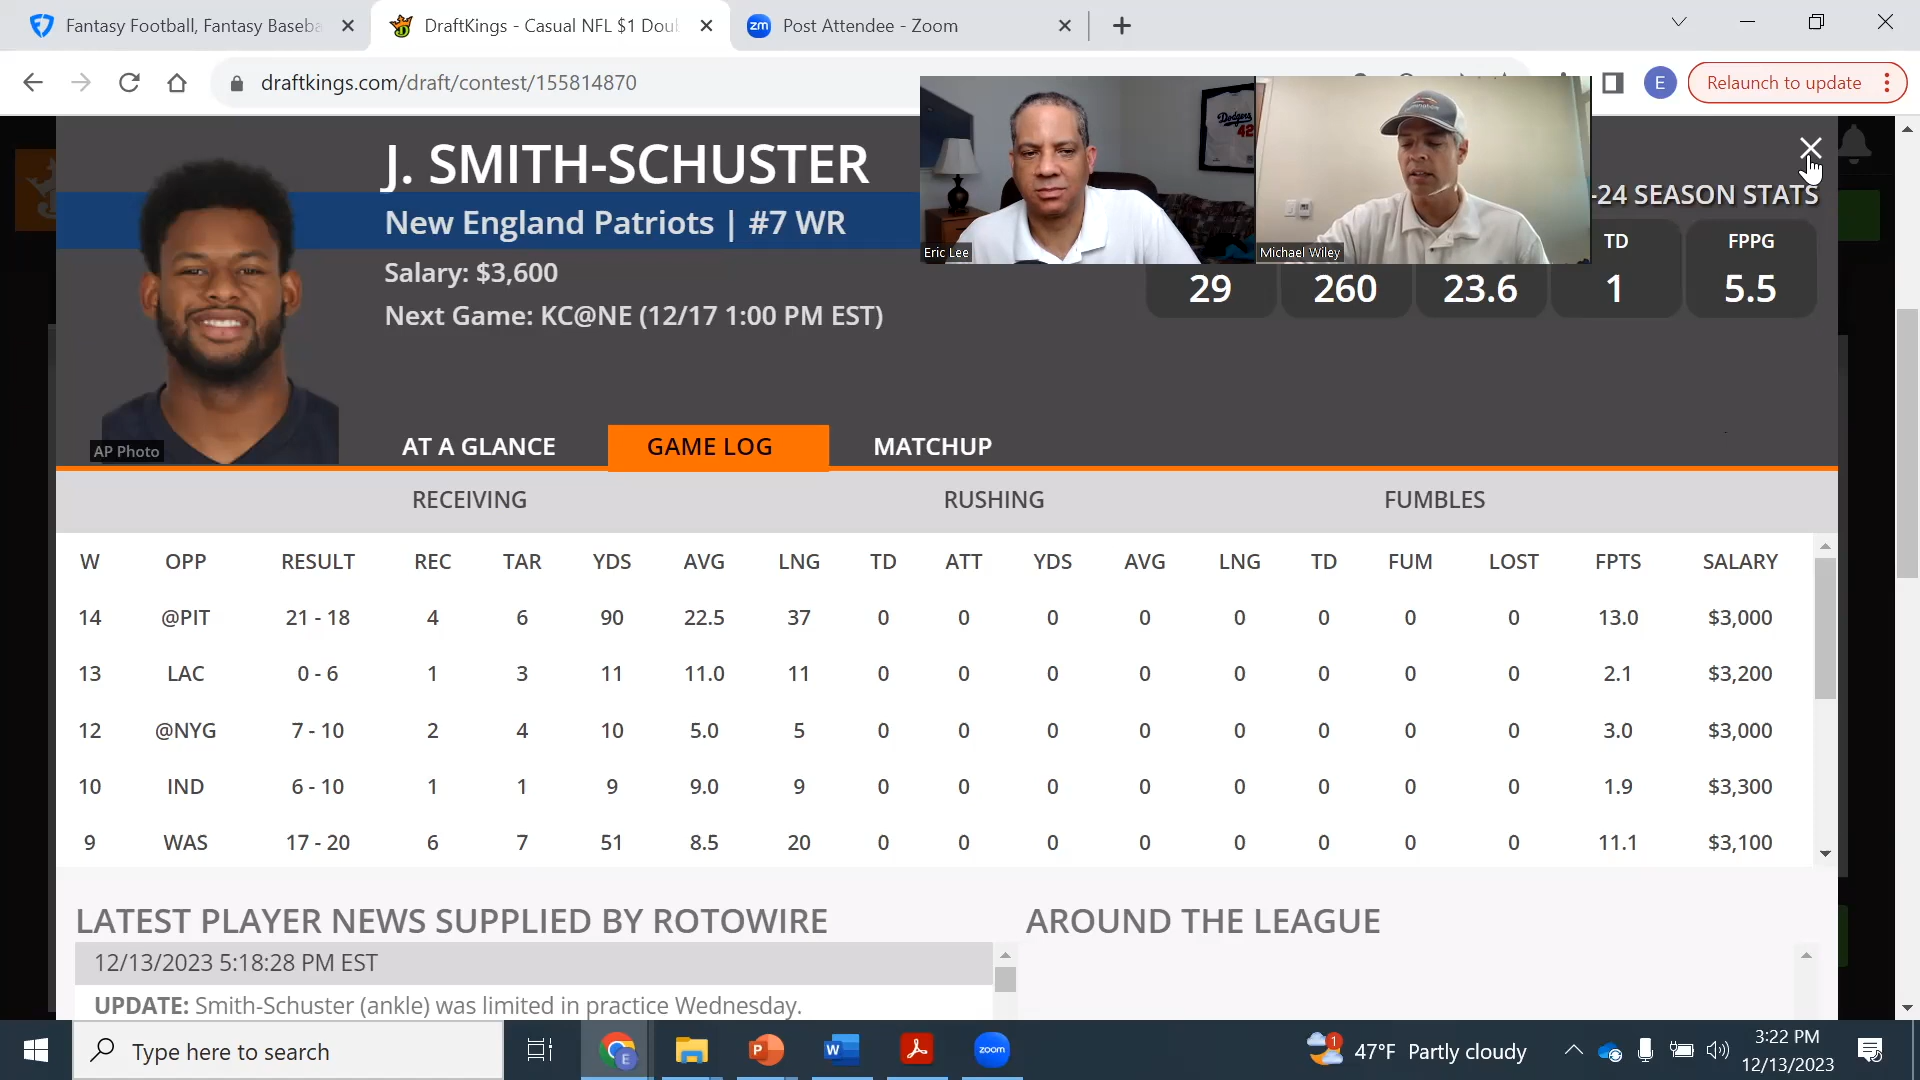 Fantasy Football, Fantasy Baseba
DraftKings - Casual NFL $1 Doub
zm
Post Attendee - Zoom
draftkings.com/draft/contest/155814870
E
Relaunch to update
J. SMITH-SCHUSTER
New England Patriots | #7 WR
Salary: $3,600
Next Game: KC@NE (12/17 1:00 PM EST)
Dodgers
42
Eric Lee
Michael Wiley
-24 SEASON STATS
TD FPPG
29 260 23.6 1 5.5
AP Photo
AT A GLANCE GAME LOG MATCHUP
RECEIVING RUSHING FUMBLES
W OPP RESULT REC TAR YDS AVG LNG TD ATT YDS AVG LNG TD FUM LOST FPTS SALARY
14 @PIT 21 - 18 4 6 90 22.5 37 0 0 0 0 0 0 0 0 13.0 $3,000
13 LAC 0 - 6 1 3 11 11.0 11 0 0 0 0 0 0 0 0 2.1 $3,200
12 @NYG 7 - 10 2 4 10 5.0 5 0 0 0 0 0 0 0 0 3.0 $3,000
10 IND 6 - 10 1 1 9 9.0 9 0 0 0 0 0 0 0 0 1.9 $3,300
9 WAS 17 - 20 6 7 51 8.5 20 0 0 0 0 0 0 0 0 11.1 $3,100
LATEST PLAYER NEWS SUPPLIED BY ROTOWIRE
AROUND THE LEAGUE
12/13/2023 5:18:28 PM EST
UPDATE: Smith-Schuster (ankle) was limited in practice Wednesday.
Type here to search
E
P
W
zoom
1
47°F Partly cloudy
3:22 PM
12/13/2023